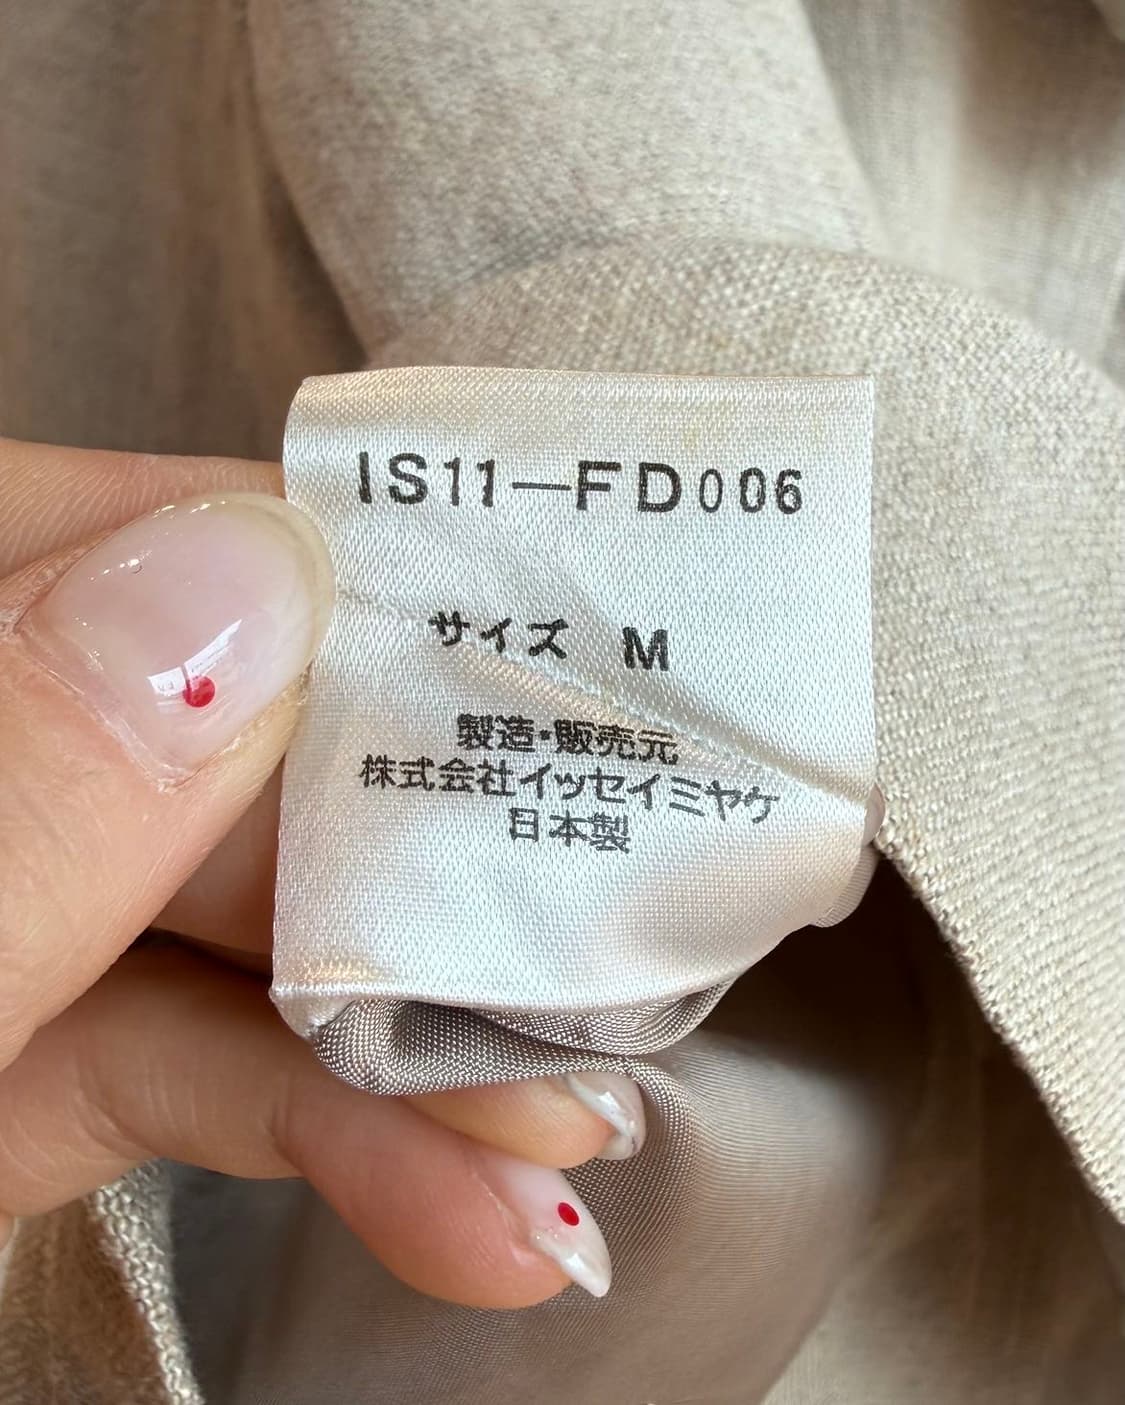 IS11—FD006
サイズ M
製造・販売元
株式会社イッセイミヤケ
日本製